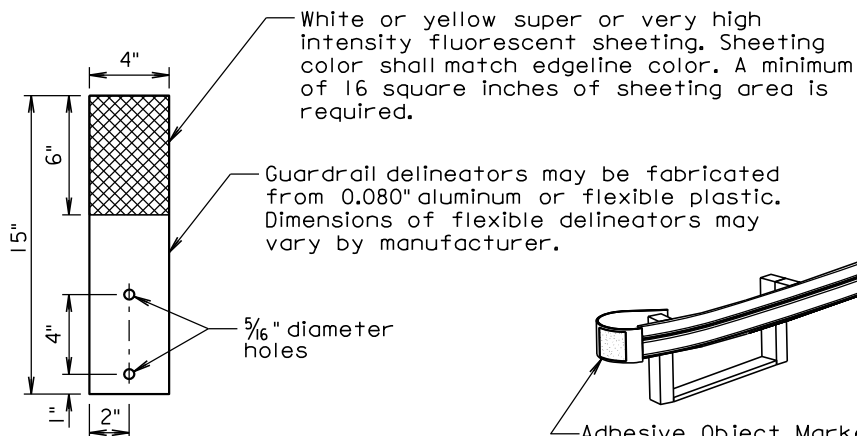 White or yellow super or very high
intensity fluorescent sheeting. Sheeting
color shall match edgeline color. A minimum
of 16 square inches of sheeting area is
required.
4"
6"
15"
Guardrail delineators may be fabricated
from 0.080" aluminum or flexible plastic.
Dimensions of flexible delineators may
vary by manufacturer.
4"
5/16" diameter
holes
1"
2"
Adhesive Object